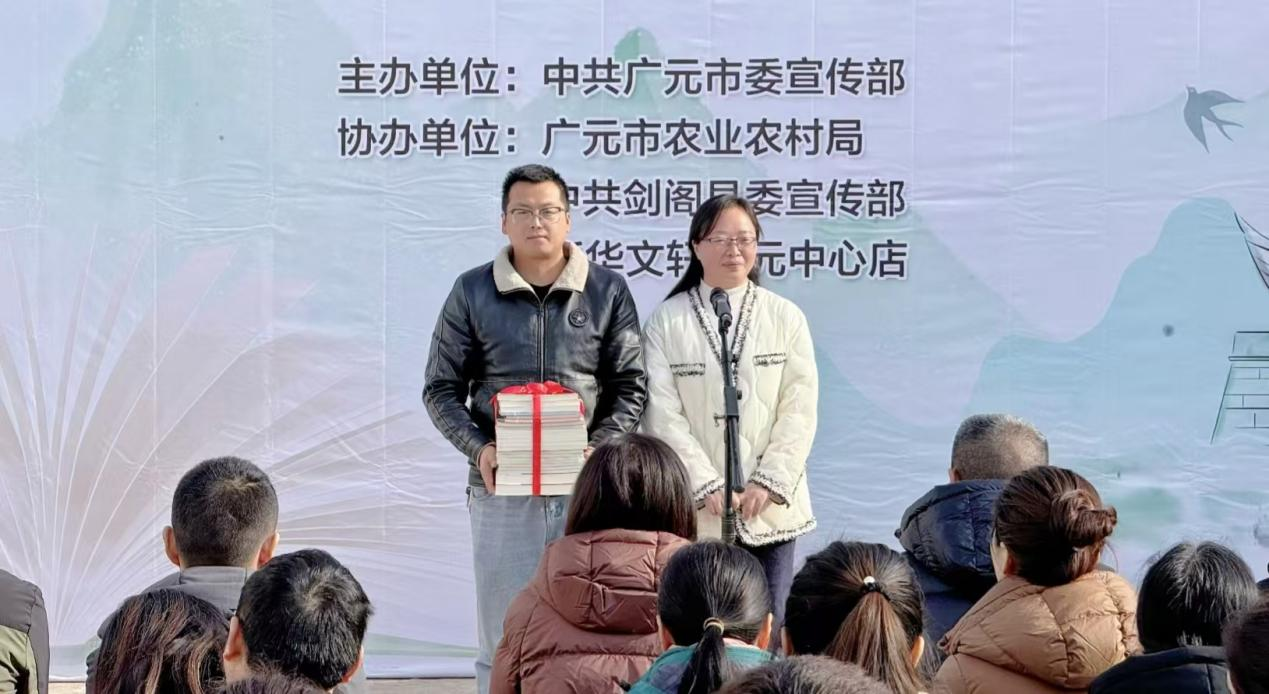 主办单位：中共广元市委宣传部
协办单位：广元市农业农村局
中共剑阁县委宣传部
华文轩 元中心店